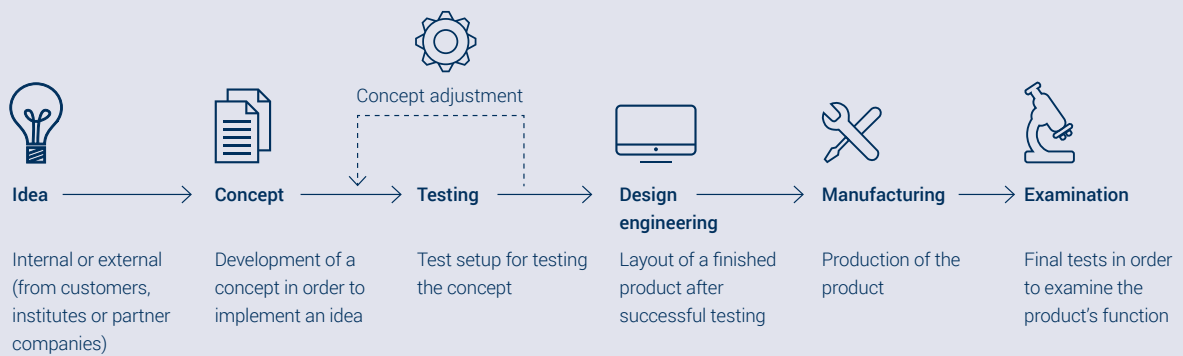 Concept adjustment
Idea
Concept
Testing
Design
engineering
Manufacturing
Examination
Internal or external
(from customers,
institutes or partner
companies)
Development of a
concept in order to
implement an idea
Test setup for testing
the concept
Layout of a finished
product after
successful testing
Production of the
product
Final tests in order
to examine the
product's function